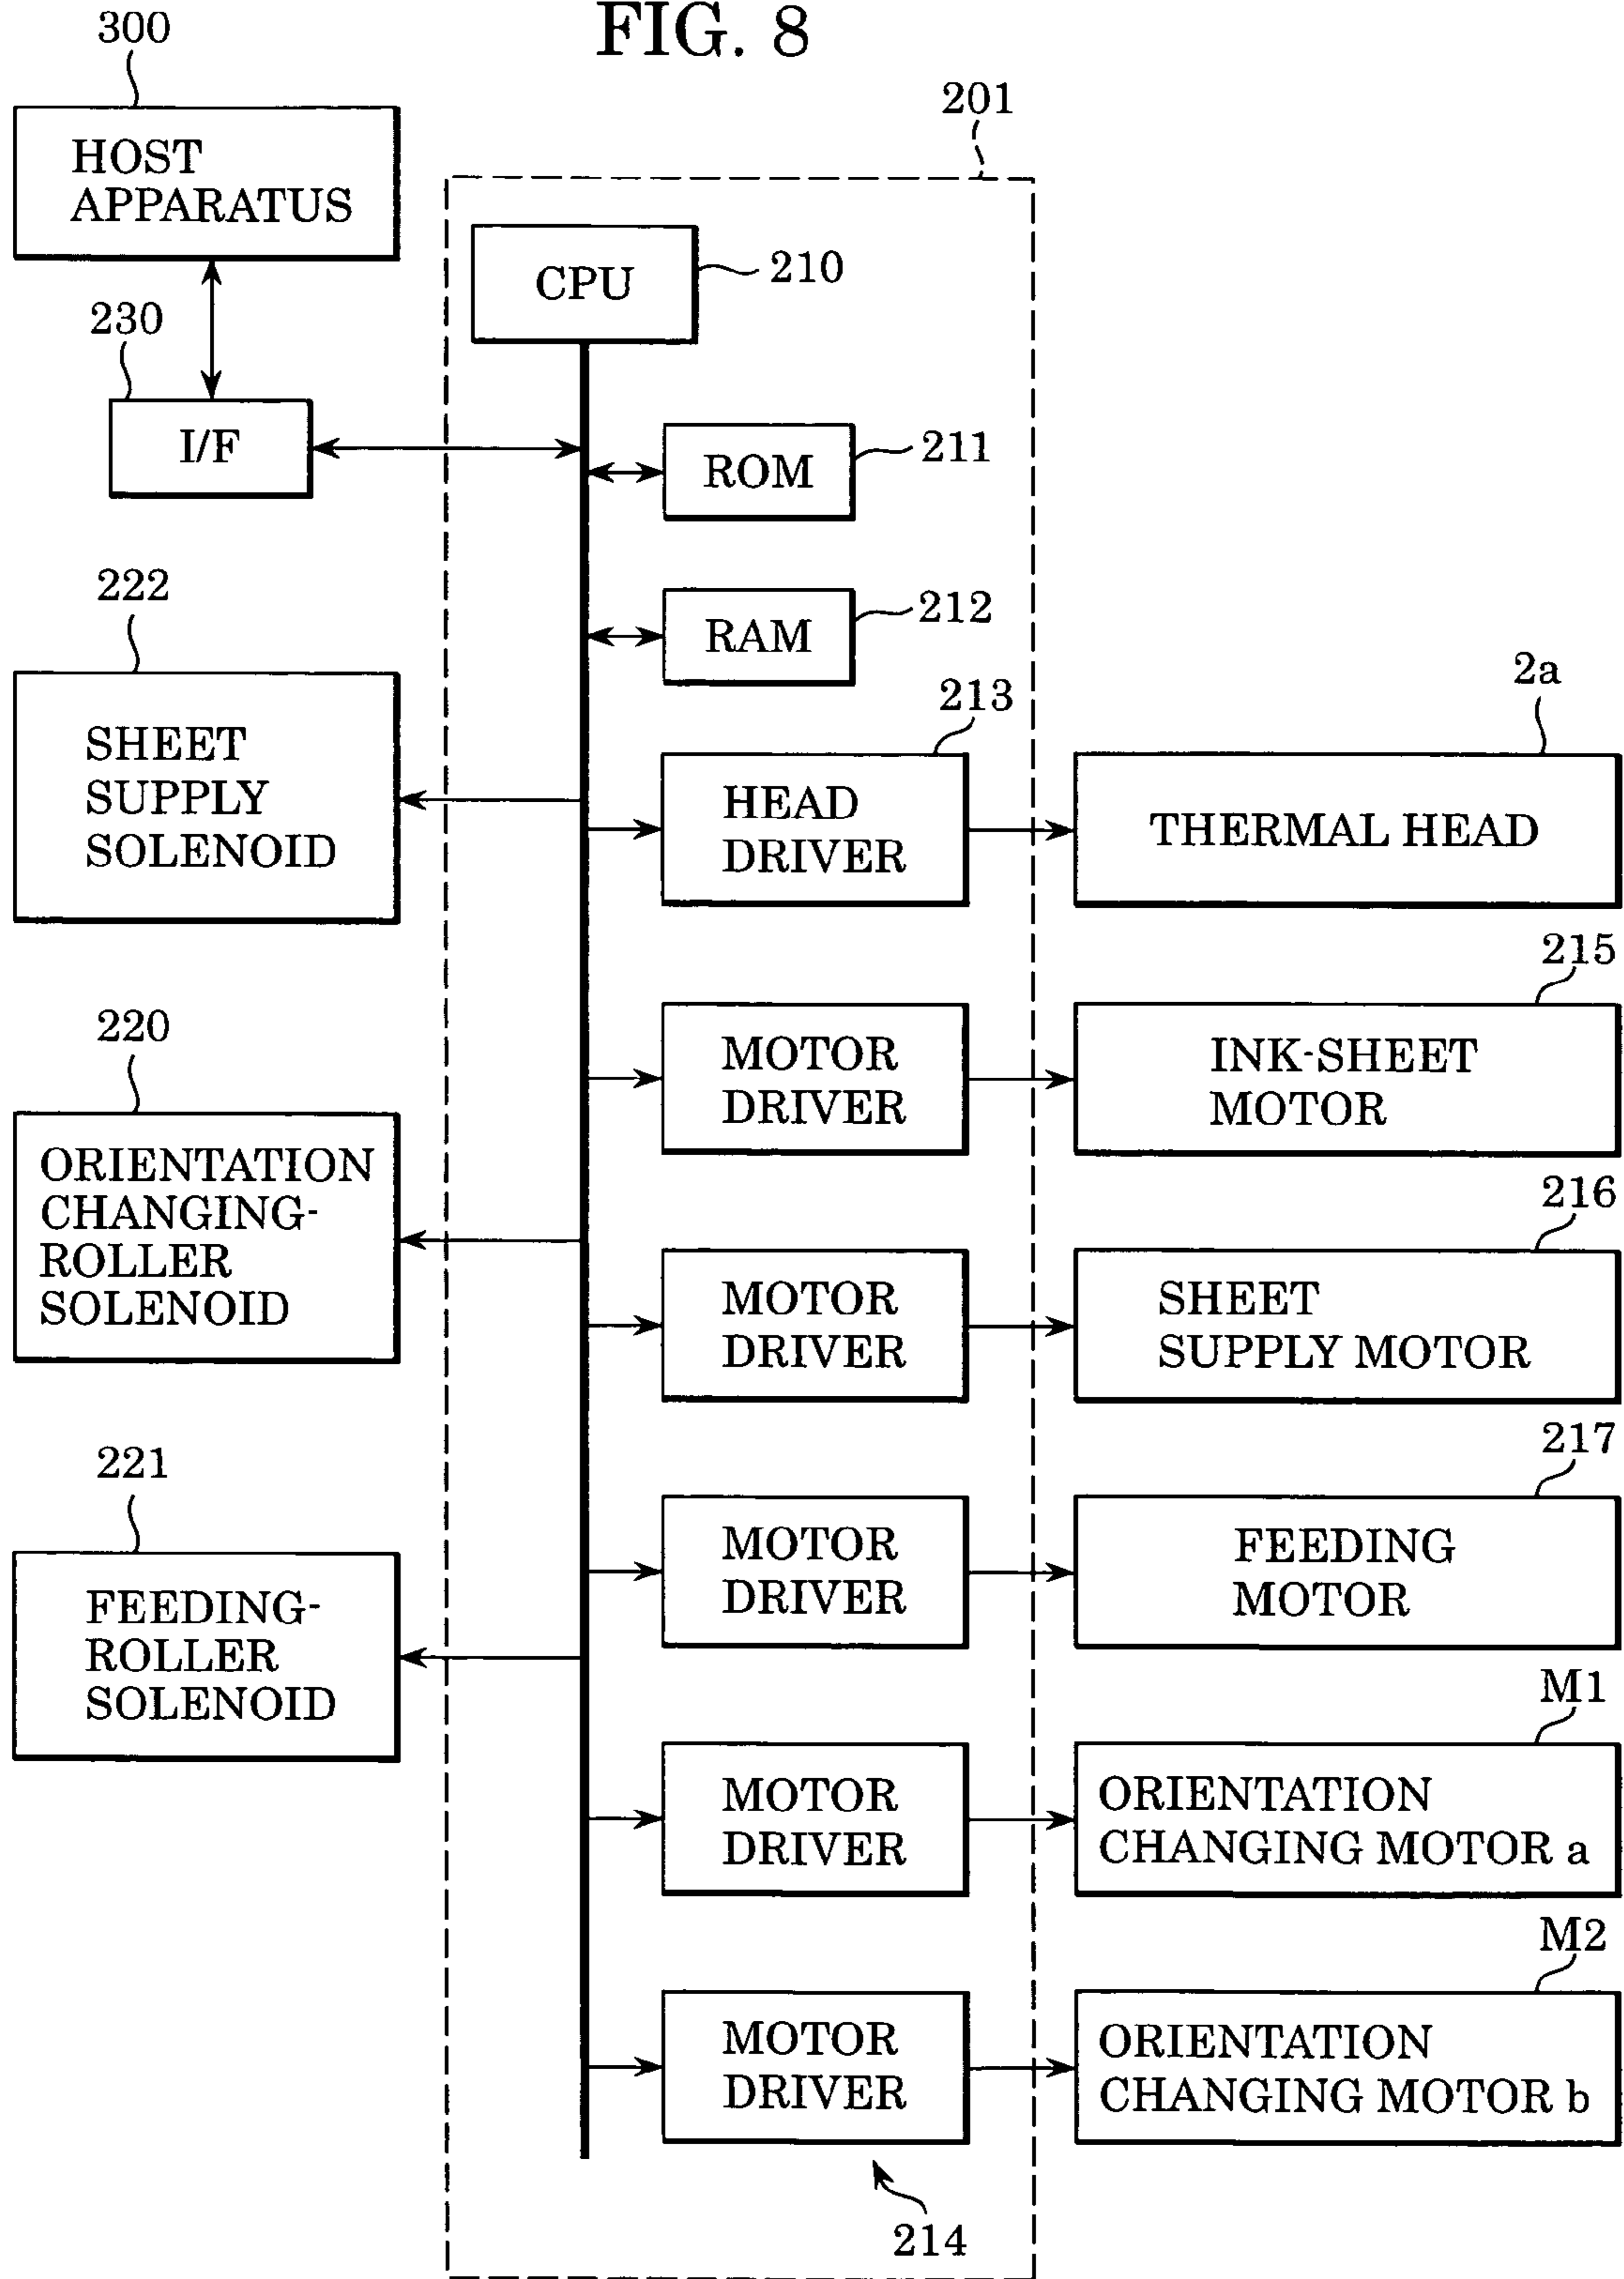 FIG. 8
300
HOST
APPARATUS
201
CPU
210
230
I/F
ROM
211
RAM
212
222
SHEET
SUPPLY
SOLENOID
213
HEAD
DRIVER
2a
THERMAL HEAD
MOTOR
DRIVER
215
INK-SHEET
MOTOR
220
ORIENTATION
CHANGING-
ROLLER
SOLENOID
MOTOR
DRIVER
216
SHEET
SUPPLY MOTOR
MOTOR
DRIVER
217
FEEDING
MOTOR
221
FEEDING-
ROLLER
SOLENOID
MOTOR
DRIVER
M1
ORIENTATION
CHANGING MOTOR a
MOTOR
DRIVER
M2
ORIENTATION
CHANGING MOTOR b
214